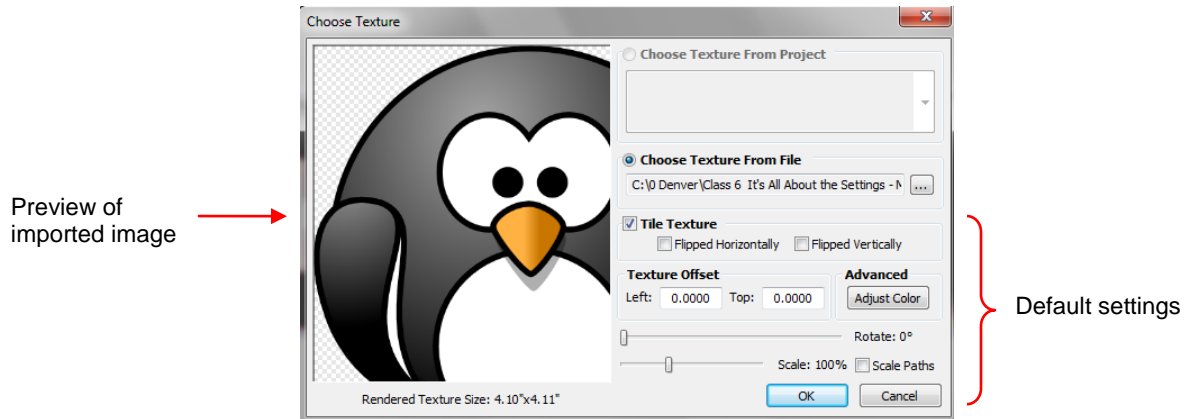 Choose Texture
Choose Texture From Project
Choose Texture From File
C:\0 Denver\Class 6 It's All About the Settings - N
...
Tile Texture
Flipped Horizontally Flipped Vertically
Texture Offset Advanced
Left: 0.0000 Top: 0.0000 Adjust Color
Rotate: 0°
Scale: 100% Scale Paths
Rendered Texture Size: 4.10"x4.11" OK Cancel
Preview of
imported image
Default settings